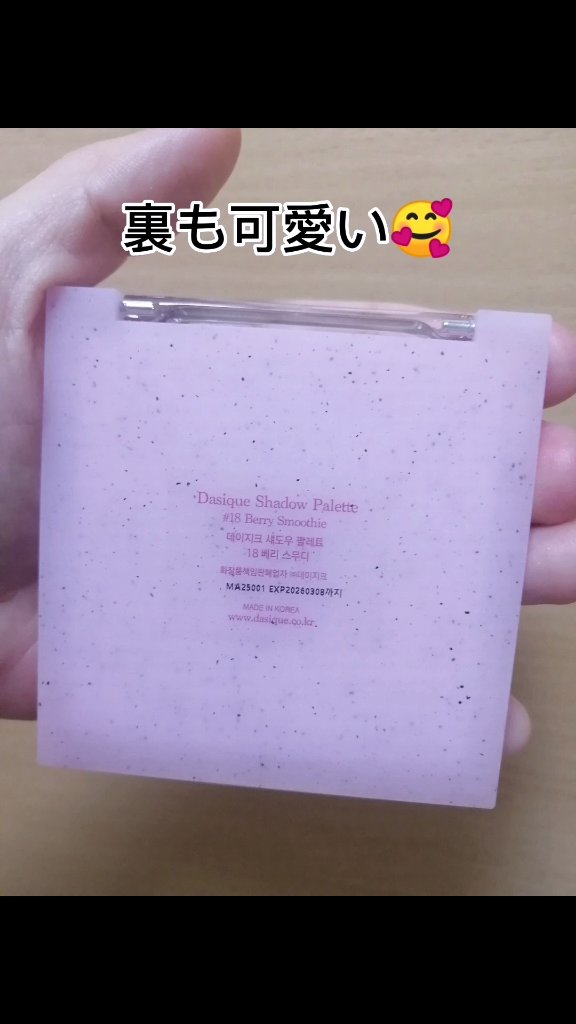 裏も可愛い🥰
Dasique Shadow Palette
#18 Berry Smoothie
데이지크 섀도우 팔레트
18 베리 스무디
화장품책임판매업자 ㈜데이지크
MA25001 EXP20260308까지
MADE IN KOREA
www.dasique.co.kr